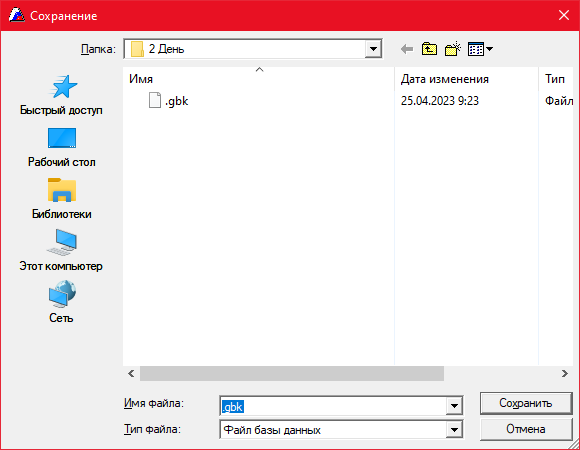 Сохранение
Папка: 2 День
Имя Дата изменения Тип
.gbk 25.04.2023 9:23 Файл
Быстрый доступ
Рабочий стол
Библиотеки
Этот компьютер
Сеть
Имя файла: .gbk Сохранить
Тип файла: Файл базы данных Отмена